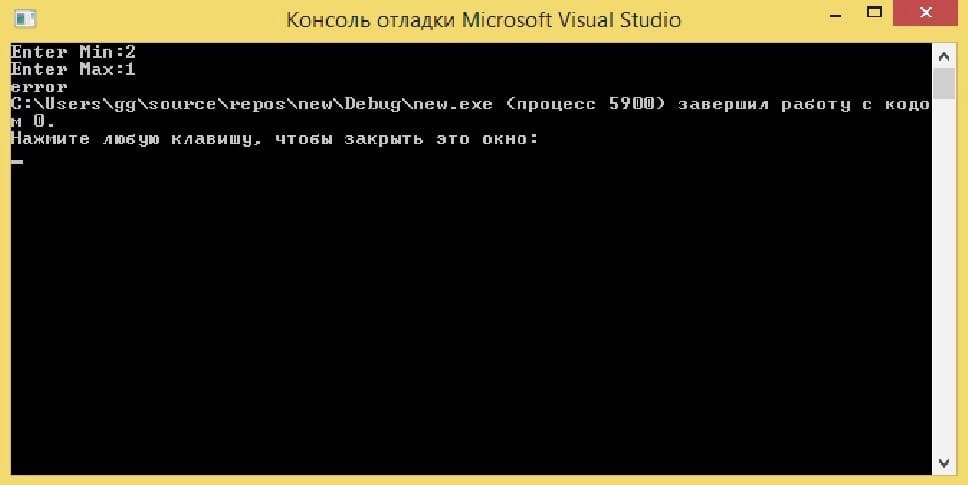 Консоль отладки Microsoft Visual Studio
Enter Min:2
Enter Max:1
error
C:\Users\gg\source\repos\new\Debug\new.exe (процесс 5900) завершил работу с кодо
м 0.
Нажмите любую клавишу, чтобы закрыть это окно: